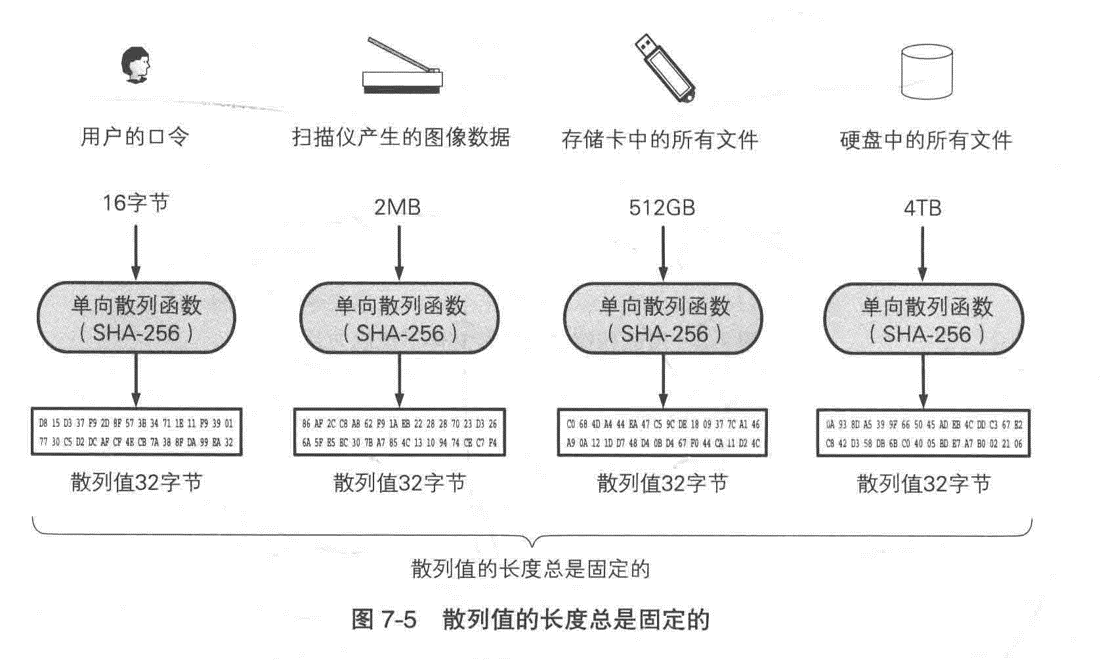 用户的口令
扫描仪产生的图像数据
存储卡中的所有文件
硬盘中的所有文件
16字节
2MB
512GB
4TB
单向散列函数
(SHA-256)
单向散列函数
(SHA-256)
单向散列函数
(SHA-256)
单向散列函数
(SHA-256)
D8 15 D3 37 F9 2D 8F 57 3B 34 71 1E 11 F9 39 01
77 30 C5 D2 DC AF CF 4E CB 7A 38 8F DA 99 EA 32
86 AF 2C C8 A8 62 F9 1A EB 22 28 28 70 23 D3 26
6A 5F E5 EC 30 7B A7 85 4C 13 10 94 74 CE C7 F4
C0 68 4D A4 44 EA 47 C5 9C DE 18 09 37 7C A1 46
A9 0A 12 1D D7 48 D4 0B D4 67 F0 44 CA 11 D2 4C
93 8D A5 39 9F 66 50 45 AD EB 4C DD C3 67 E2
C8 42 D3 58 DB 6B C0 40 05 BD E7 A7 B0 02 21 06
散列值32字节
散列值32字节
散列值32字节
散列值32字节
散列值的长度总是固定的
图 7-5 散列值的长度总是固定的